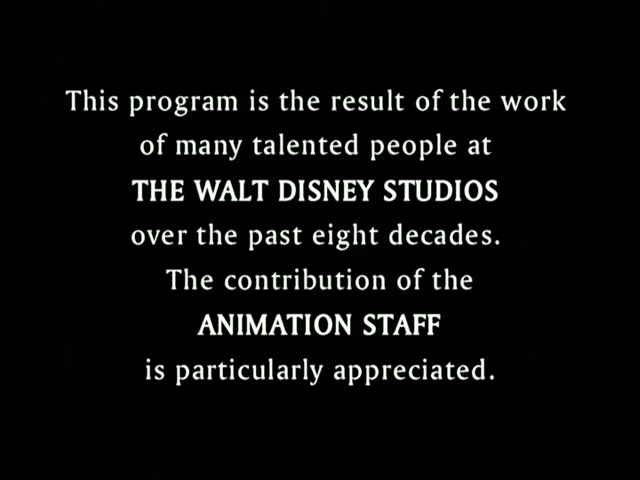 This program is the result of the work
of many talented people at
THE WALT DISNEY STUDIOS
over the past eight decades.
The contribution of the
ANIMATION STAFF
is particularly appreciated.